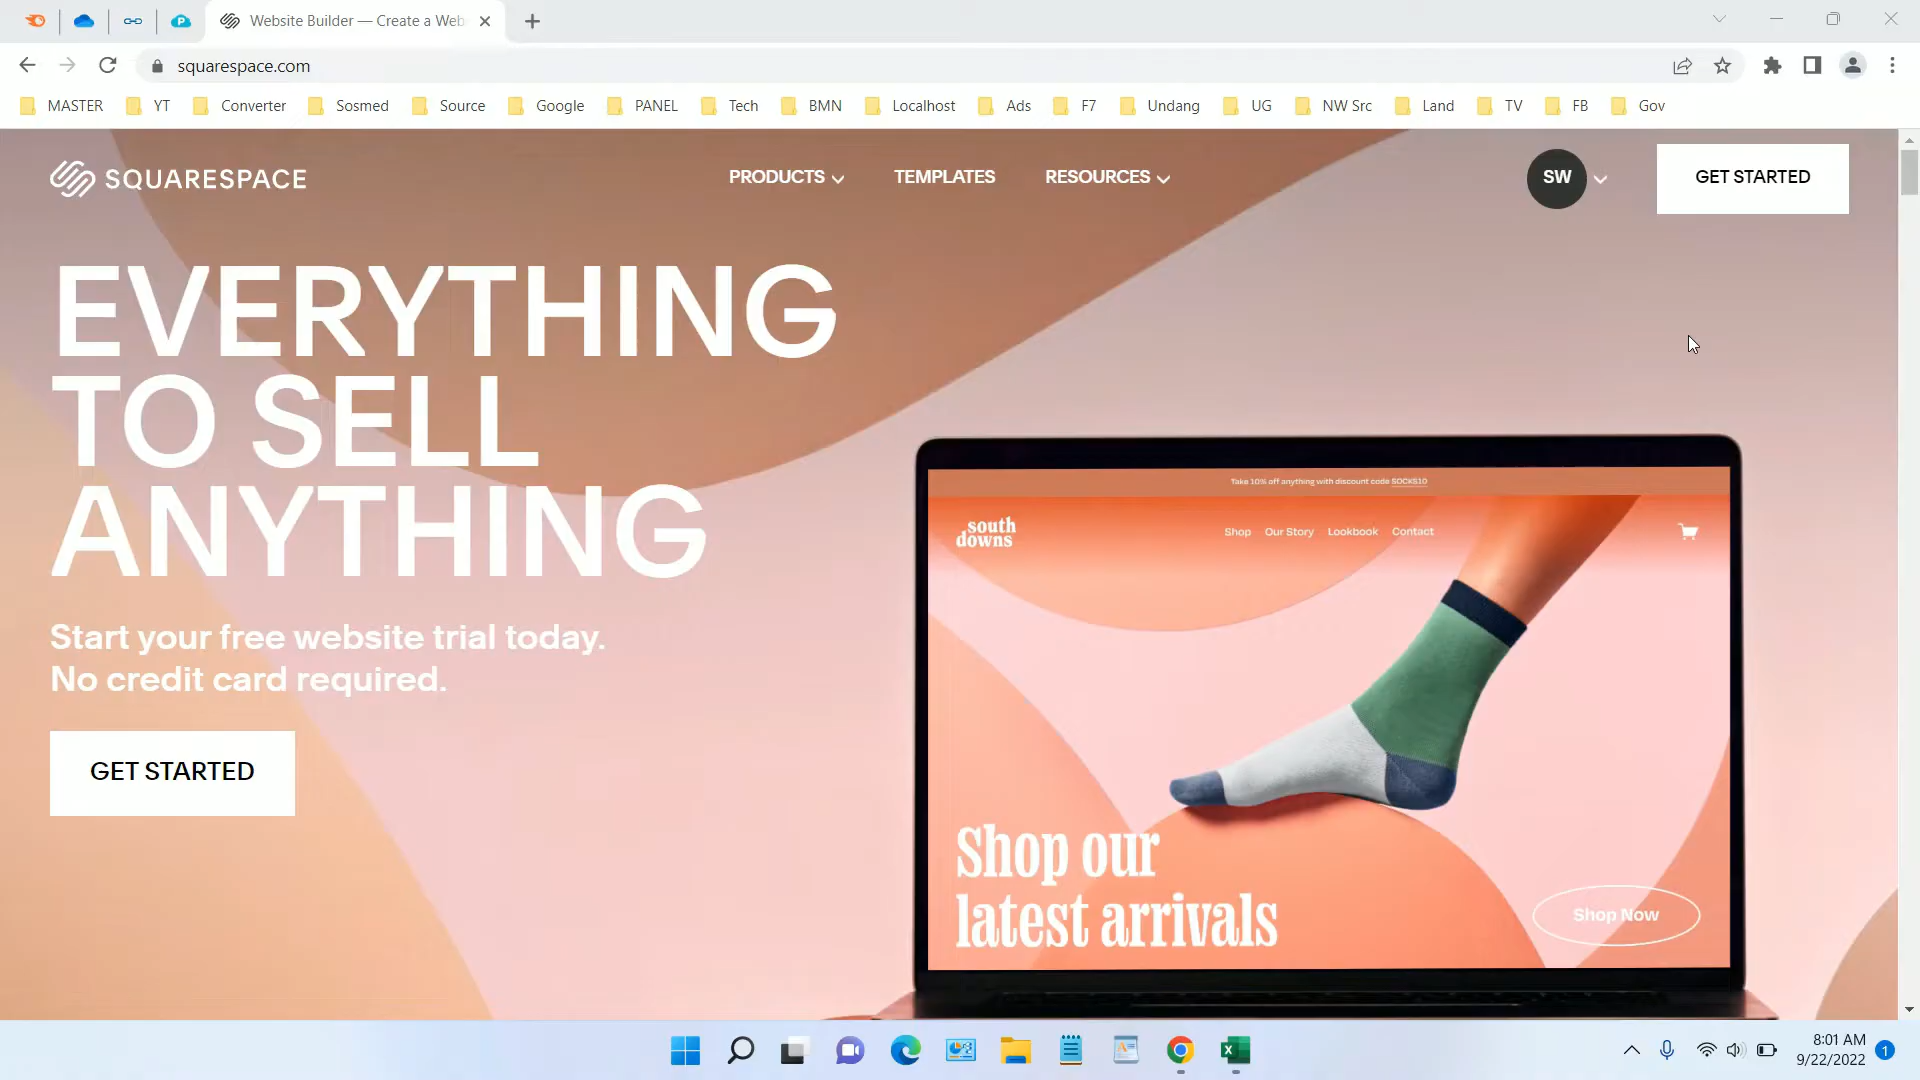 Website Builder — Create a Web
squarespace.com
MASTER YT Converter Sosmed Source Google PANEL Tech BMN Localhost Ads F7 Undang UG NW Src Land TV FB Gov
SQUARESPACE PRODUCTS TEMPLATES RESOURCES SW GET STARTED
EVERYTHING
TO SELL
ANYTHING
Start your free website trial today.
No credit card required.
GET STARTED
Take 10% off anything with discount code SOCKS10
south
downs
Shop Our Story Lookbook Contact
Shop our
latest arrivals
Shop Now
8:01 AM
9/22/2022
1